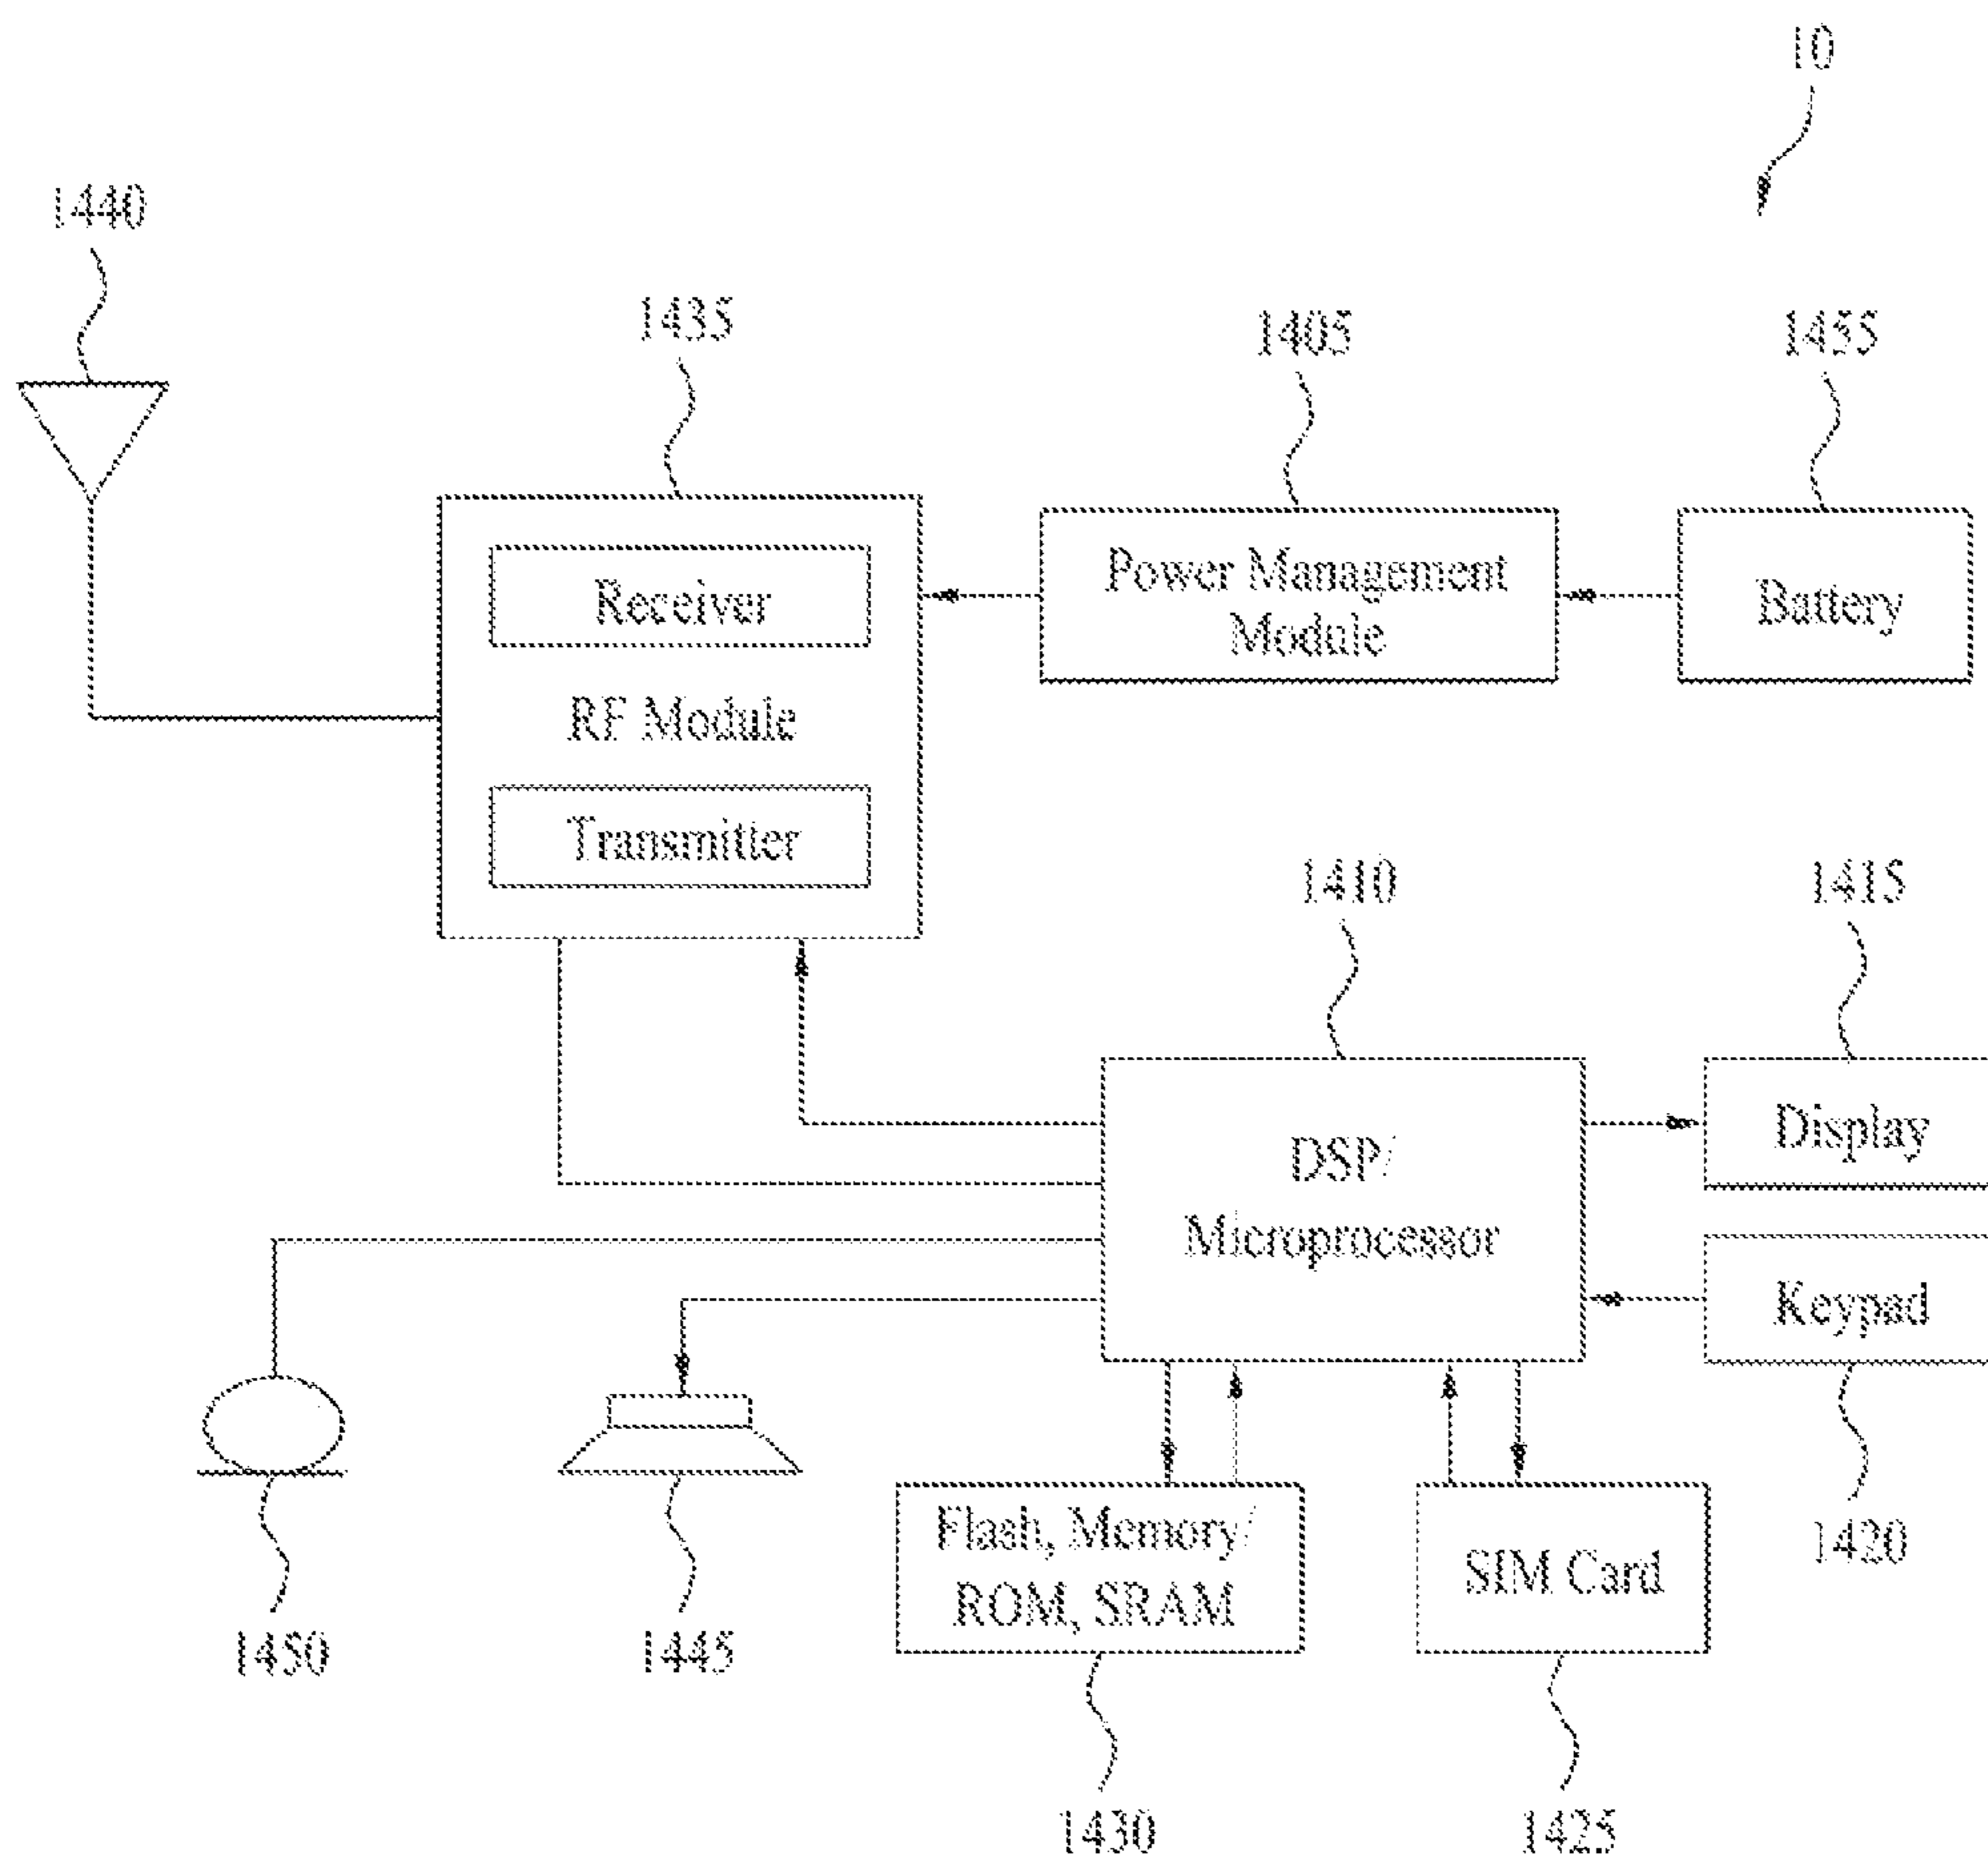 10
1440
1435
1405
1455
Receiver
RF Module
Transmitter
Power Management
Module
Battery
1410
1415
DSP/
Microprocessor
Display
Keypad
1420
Flash, Memory/
ROM, SRAM
SIM Card
1450
1445
1430
1425